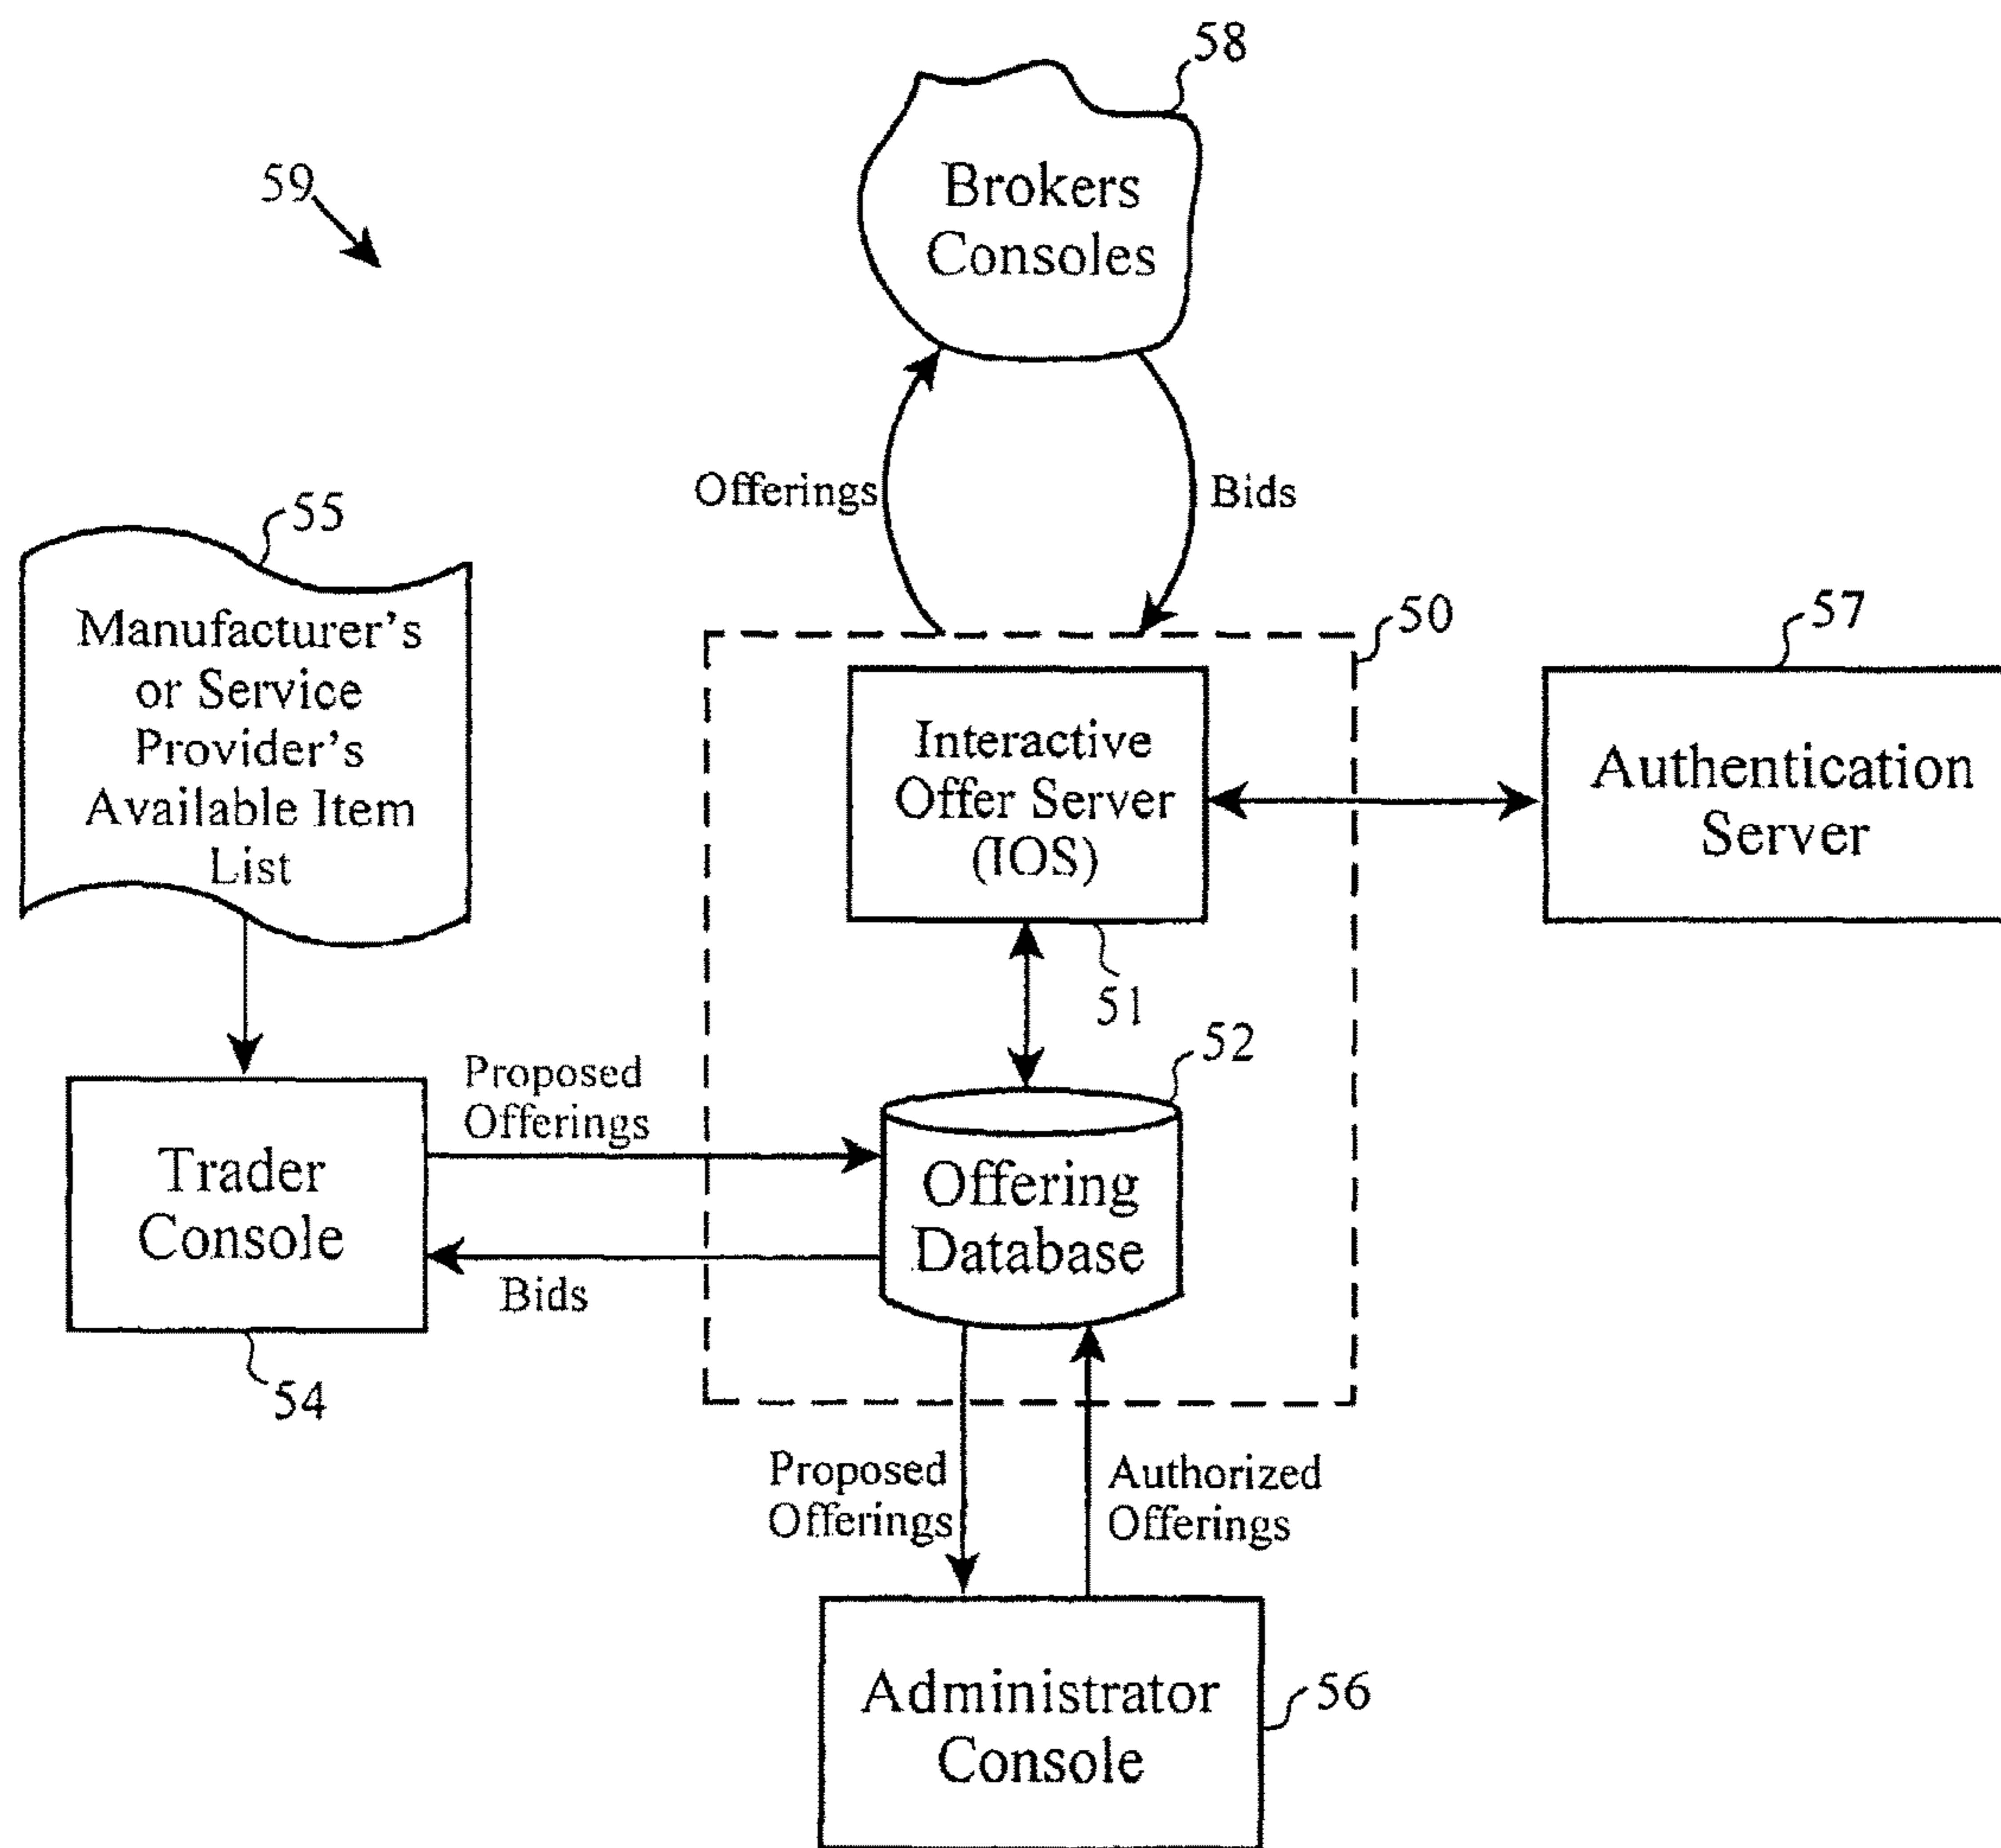 58
Brokers
Consoles
59
Offerings
Bids
55
Manufacturer's
or Service
Provider's
Available Item
List
50
57
Interactive
Offer Server
(IOS)
Authentication
Server
51
52
Proposed
Offerings
Trader
Console
Offering
Database
Bids
54
Proposed
Offerings
Authorized
Offerings
Administrator
Console
56